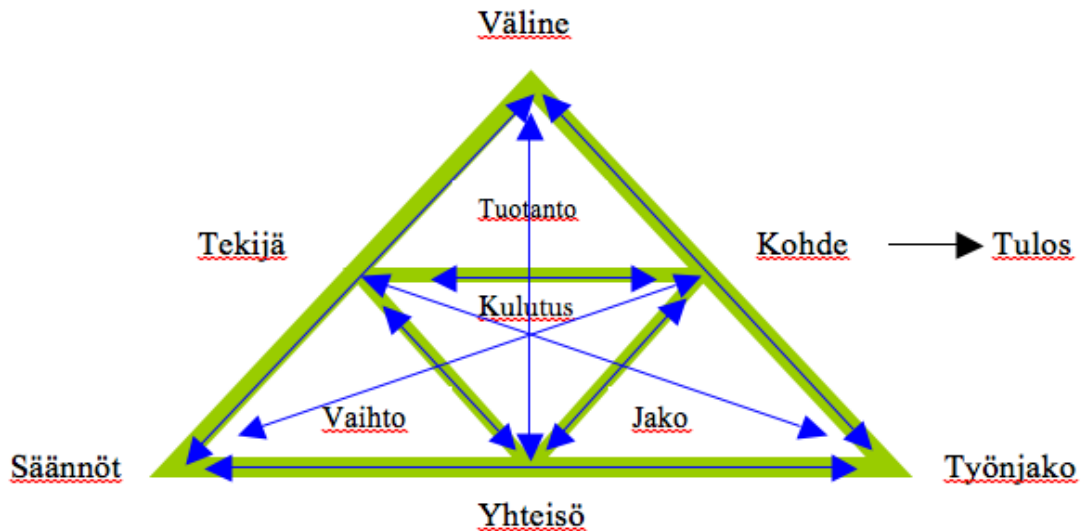 Väline
Tuotanto
Tekijä
Kohde
Tulos
Kulutus
Vaihto
Jako
Säännöt
Työnjako
Yhteisö